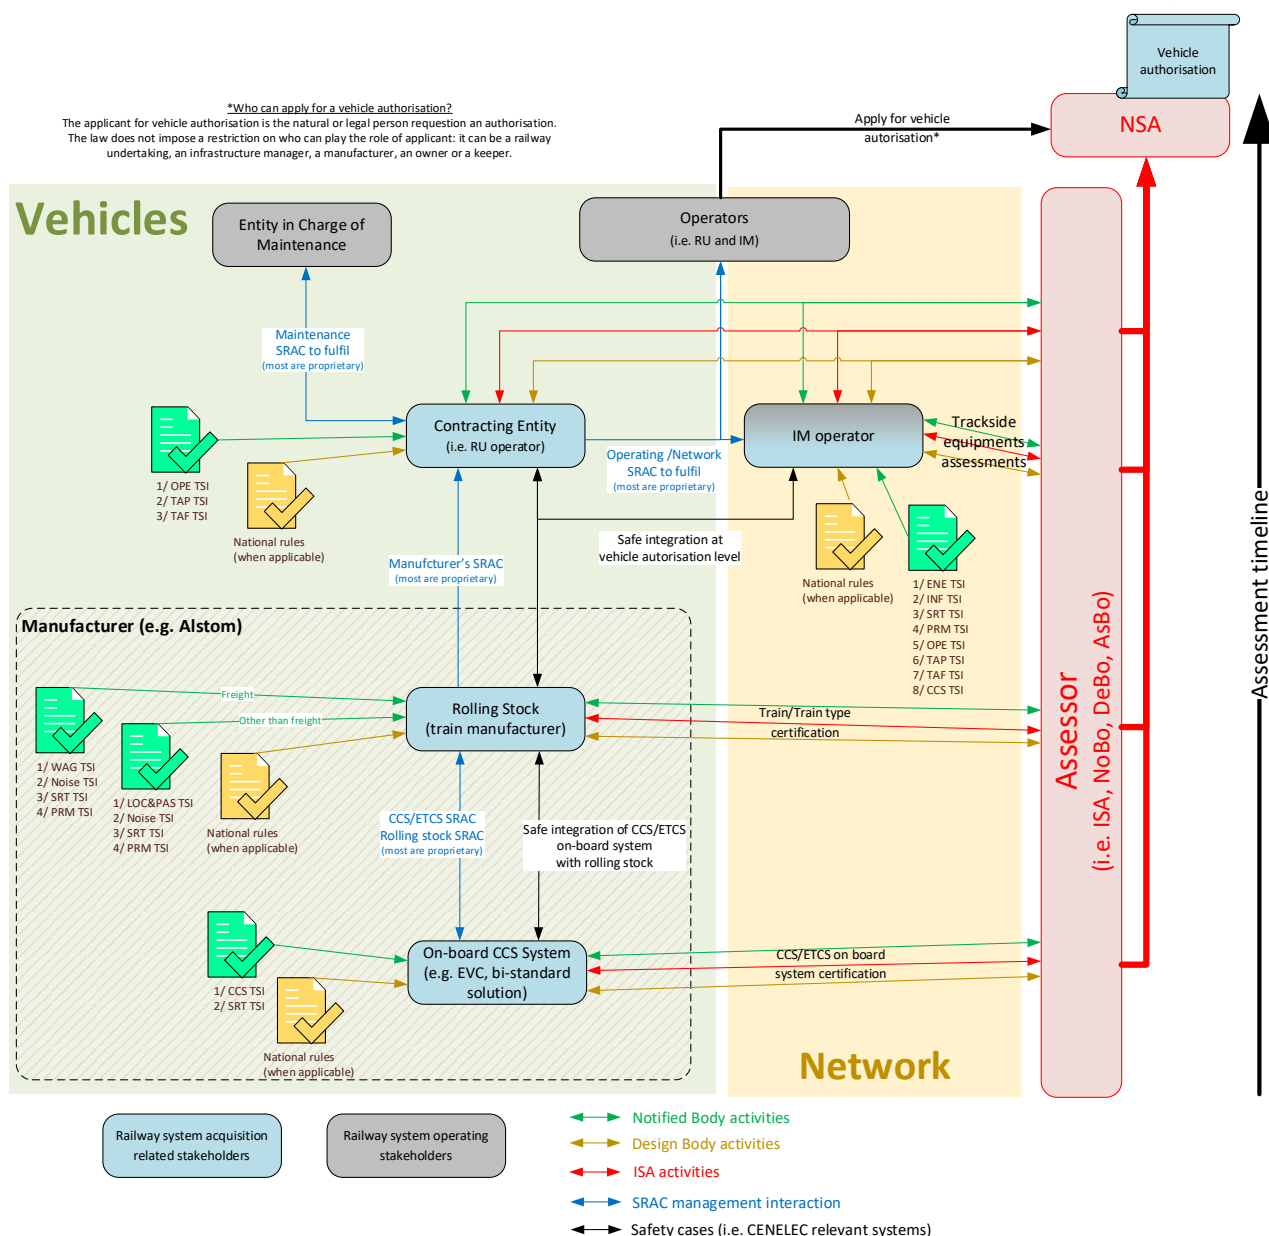 Vehicle
authorisation
*Who can apply for a vehicle authorisation?
The applicant for vehicle authorisation is the natural or legal person requestion an authorisation.
The law does not impose a restriction on who can play the role of applicant: it can be a railway
undertaking, an infrastructure manager, a manufacturer, an owner or a keeper.
Apply for vehicle
autorisation*
NSA
Vehicles
Entity in Charge of
Maintenance
Operators
(i.e. RU and IM)
Maintenance
SRAC to fulfil
(most are proprietary)
Contracting Entity
(i.e. RU operator)
IM operator
Trackside
equipments
assessments
Operating /Network
SRAC to fulfil
(most are proprietary)
1/ OPE TSI
2/ TAP TSI
3/ TAF TSI
National rules
(when applicable)
Safe integration at
vehicle autorisation level
Manufcturer's SRAC
(most are proprietary)
National rules
(when applicable)
1/ ENE TSI
2/ INF TSI
3/ SRT TSI
4/ PRM TSI
5/ OPE TSI
6/ TAP TSI
7/ TAF TSI
8/ CCS TSI
Assessment timeline
Assessor
(i.e. ISA, NoBo, DeBo, AsBo)
Manufacturer (e.g. Alstom)
Freight
Other than freight
Rolling Stock
(train manufacturer)
Train/Train type
certification
1/ WAG TSI
2/ Noise TSI
3/ SRT TSI
4/ PRM TSI
1/ LOC&PAS TSI
2/ Noise TSI
3/ SRT TSI
4/ PRM TSI
National rules
(when applicable)
CCS/ETCS SRAC
Rolling stock SRAC
(most are proprietary)
Safe integration of CCS/ETCS
on-board system
with rolling stock
On-board CCS System
(e.g. EVC, bi-standard
solution)
CCS/ETCS on board
system certification
1/ CCS TSI
2/ SRT TSI
National rules
(when applicable)
Network
Railway system acquisition
related stakeholders
Railway system operating
stakeholders
Notified Body activities
Design Body activities
ISA activities
SRAC management interaction
Safety cases (i.e. CENELEC relevant systems)